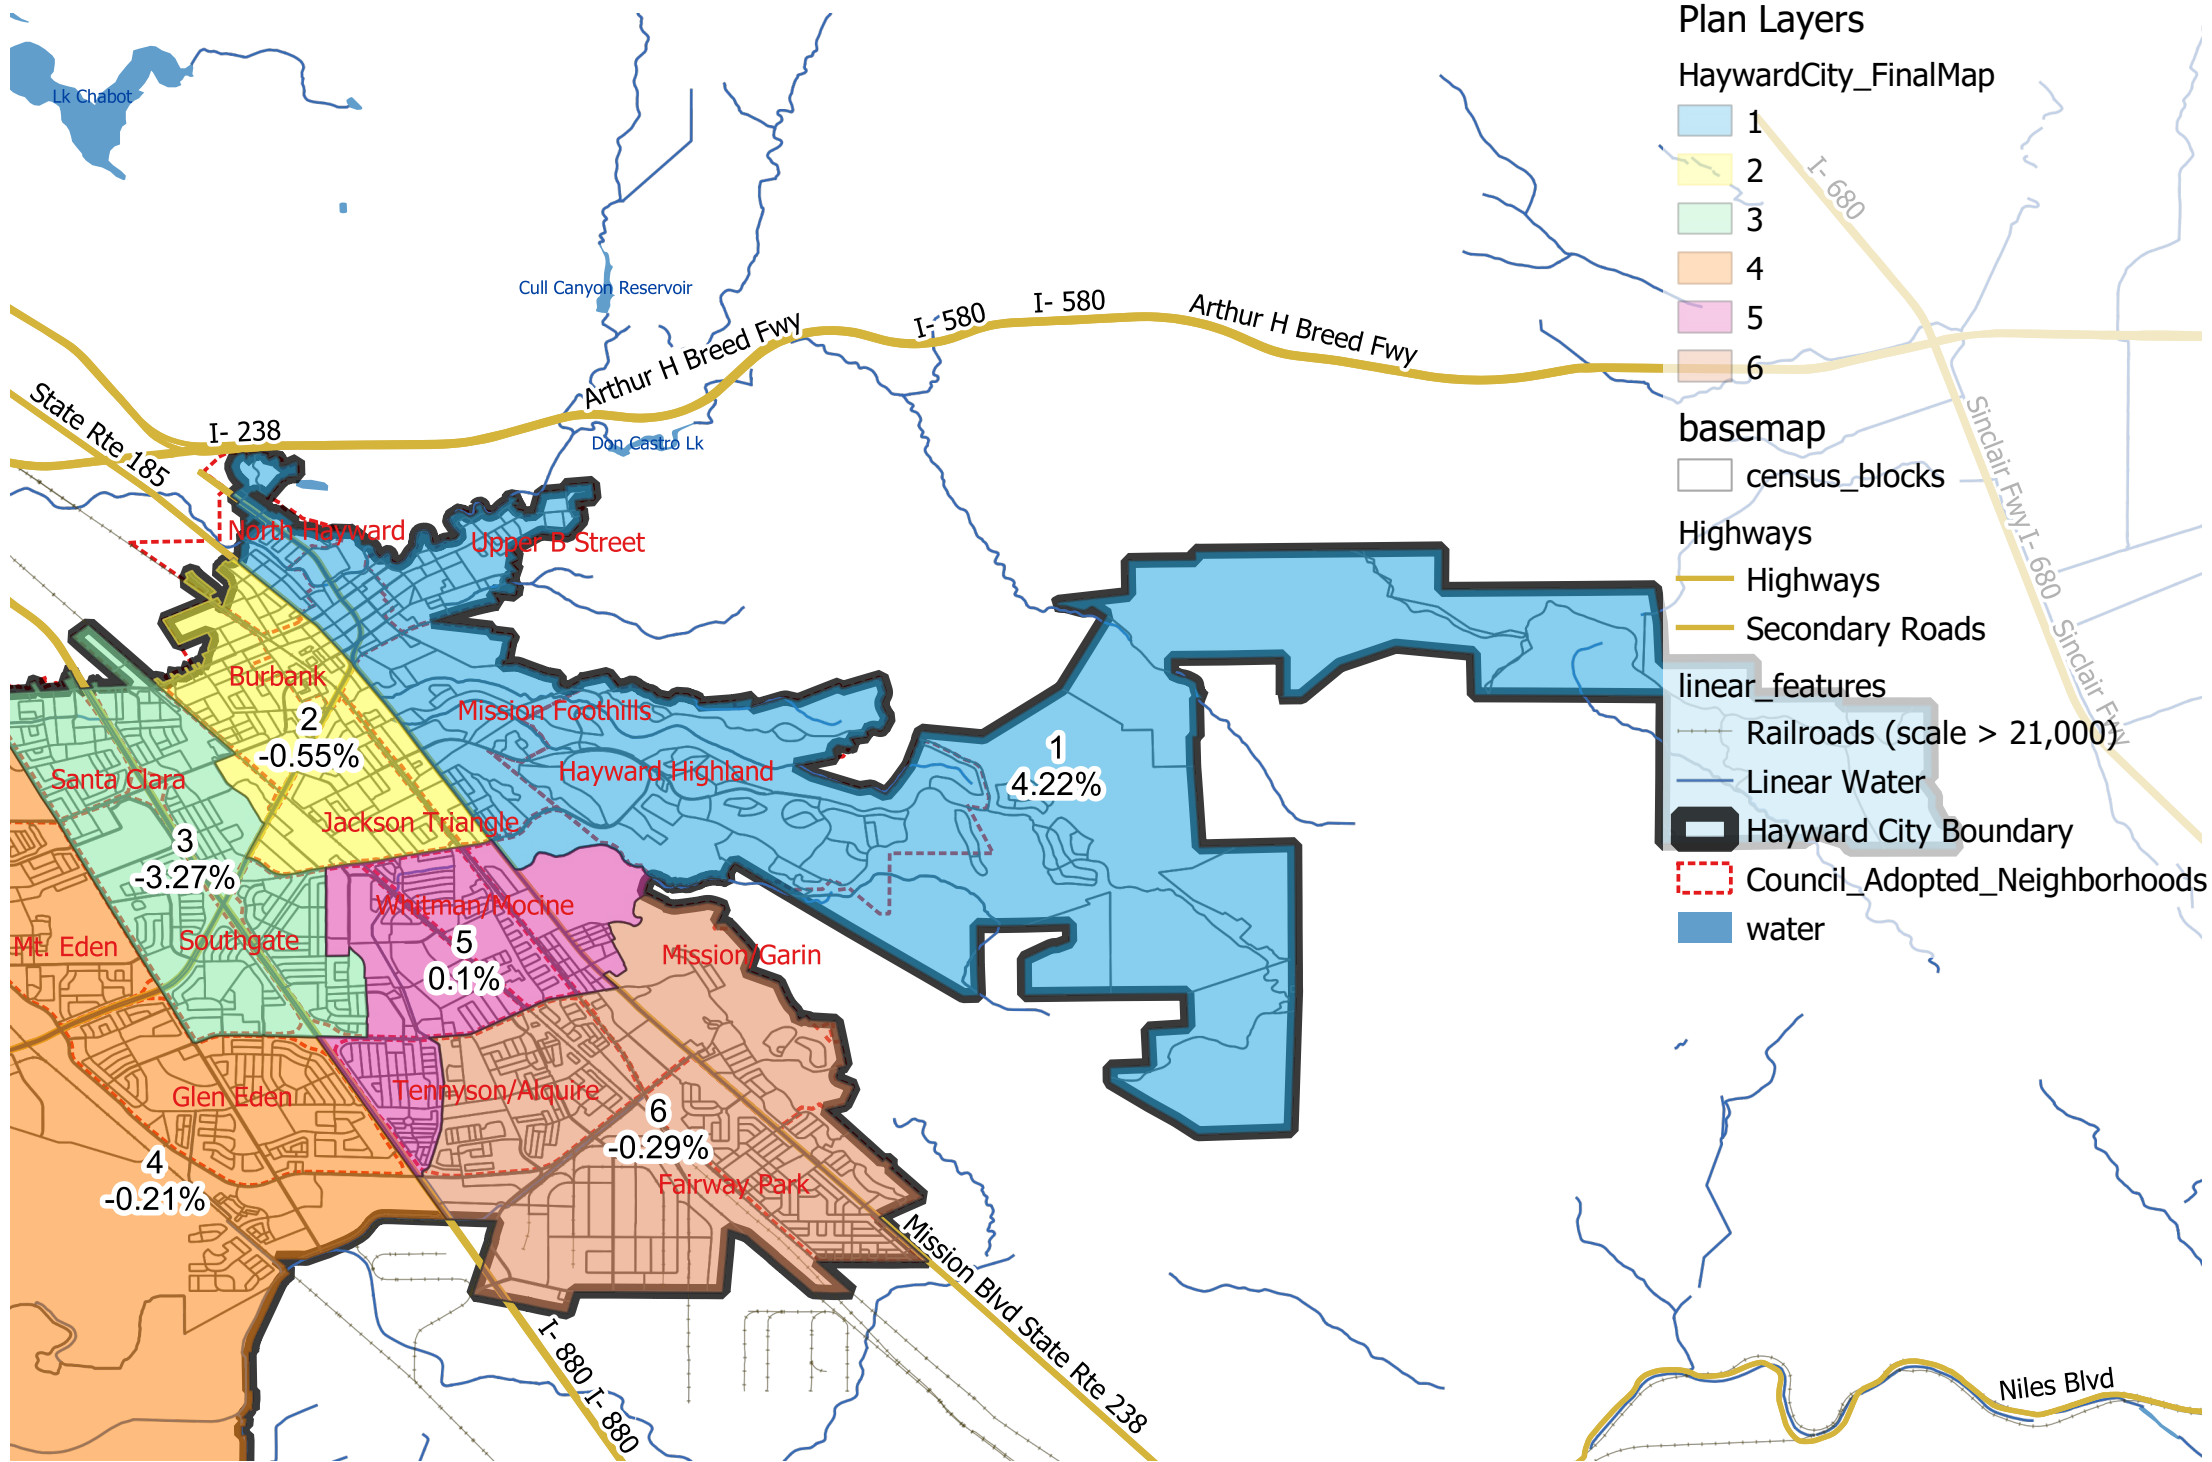 Plan Layers
HaywardCity_FinalMap
1
2
3
4
5
6
basemap
census_blocks
Highways
Highways
Secondary Roads
linear_features
Railroads (scale > 21,000)
Linear Water
Hayward City Boundary
Council_Adopted_Neighborhoods
water
Lk Chabot
Cull Canyon Reservoir
Don Castro Lk
I- 680
I- 580
I- 580
Arthur H Breed Fwy
Arthur H Breed Fwy
State Rte 185
I- 238
Sinclair Fwy
I- 680
Sinclair Fwy
North Hayward
Upper B Street
Burbank
2
-0.55%
Mission Foothills
Hayward Highland
1
4.22%
Santa Clara
Jackson Triangle
3
-3.27%
Whitman/Mocine
Mt. Eden
Southgate
5
0.1%
Mission/Garin
Glen Eden
Tennyson/Alquire
6
-0.29%
4
-0.21%
Fairway Park
Mission Blvd State Rte 238
I- 880 I- 880
Niles Blvd